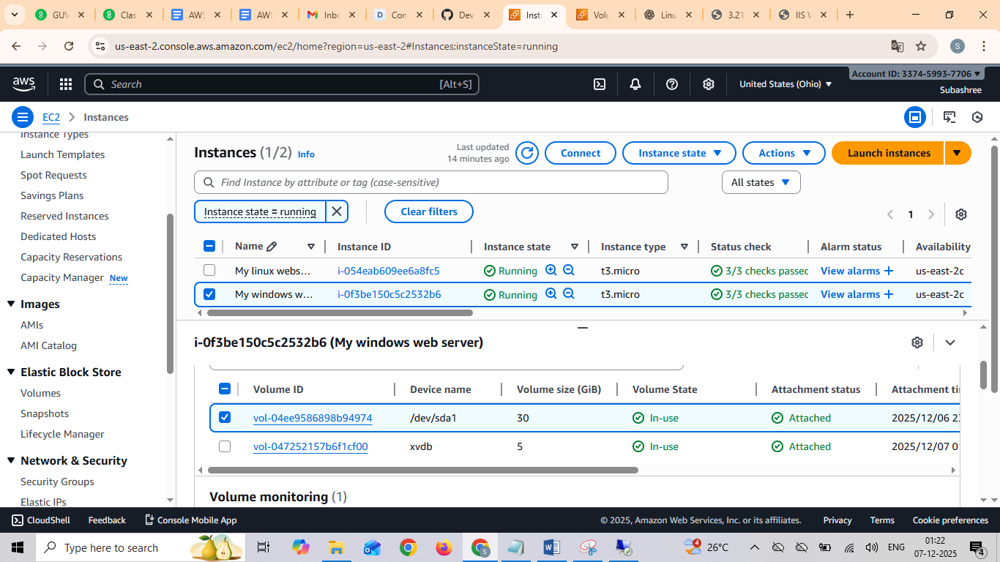 GUV
Clas
AWS
AWS
Inbo
Con
Dev
Inst
Volu
Linu
3.21
IIS W
us-east-2.console.aws.amazon.com/ec2/home?region=us-east-2#Instances:instanceState=running
S
aws
Search
[Alt+S]
United States (Ohio)
Account ID: 3374-5993-7706
Subashree
EC2
Instances
Instance Types
Launch Templates
Spot Requests
Savings Plans
Reserved Instances
Dedicated Hosts
Capacity Reservations
Capacity Manager New
Images
AMIs
AMI Catalog
Elastic Block Store
Volumes
Snapshots
Lifecycle Manager
Network & Security
Security Groups
Elastic IPs
Instances (1/2) Info
Last updated
14 minutes ago
Connect
Instance state
Actions
Launch instances
Find Instance by attribute or tag (case-sensitive)
All states
Instance state = running
Clear filters
1
Name Instance ID Instance state Instance type Status check Alarm status Availability
My linux webs... i-054eab609ee6a8fc5 Running t3.micro 3/3 checks passec View alarms + us-east-2c
My windows w... i-0f3be150c5c2532b6 Running t3.micro 3/3 checks passec View alarms + us-east-2c
i-0f3be150c5c2532b6 (My windows web server)
Volume ID Device name Volume size (GiB) Volume State Attachment status Attachment ti
vol-04ee9586898b94974 /dev/sda1 30 In-use Attached 2025/12/06 2
vol-047252157b6f1cf00 xvdb 5 In-use Attached 2025/12/07 0
Volume monitoring (1)
CloudShell Feedback Console Mobile App © 2025, Amazon Web Services, Inc. or its affiliates. Privacy Terms Cookie preferences
Type here to search
26°C
ENG
01:22
07-12-2025
4